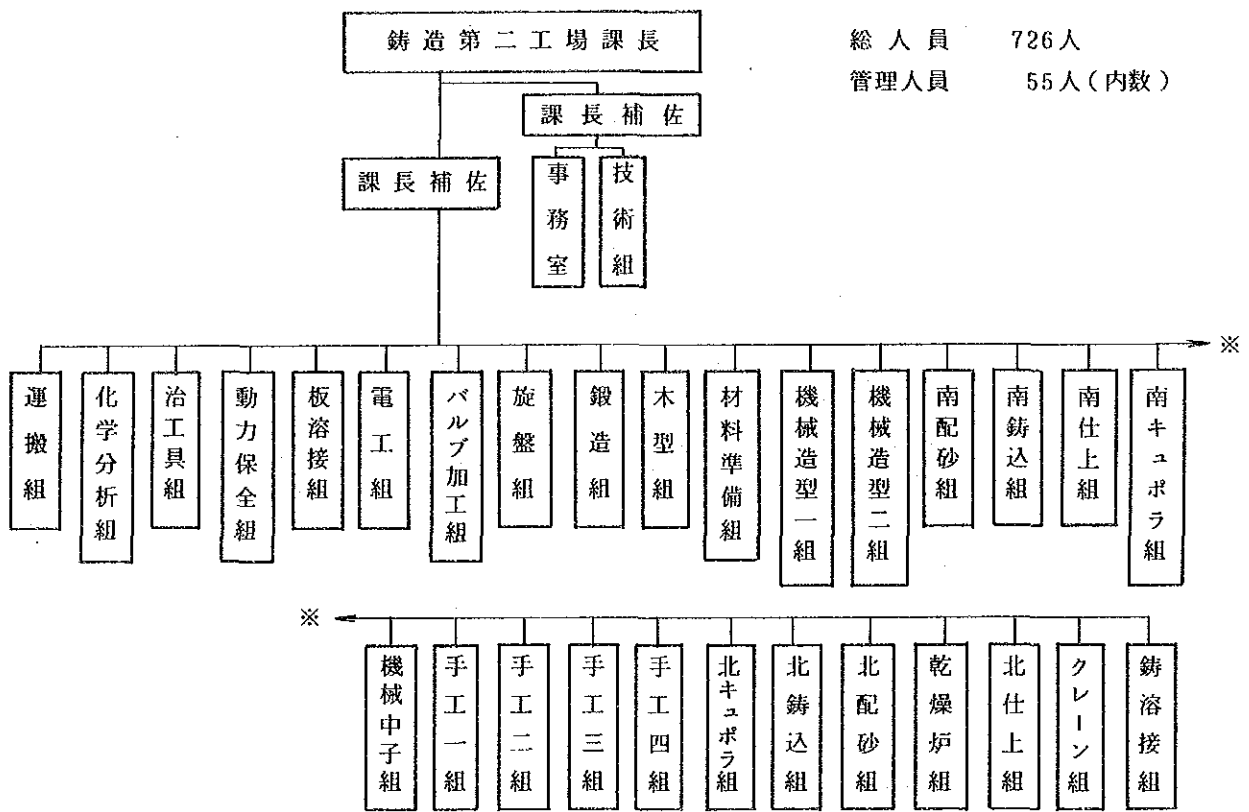 鋳造第二工場課長
総人員 726人
管理人員 55人(内数)
課長補佐
課長補佐
事務室
技術組
※
運搬組
化学分析組
治工具組
動力保全組
板溶接組
電工組
バルブ加工組
旋盤組
鍛造組
木型組
材料準備組
機械造型一組
機械造型二組
南配砂組
南鋳込組
南仕上組
南キュポラ組
※
機械中子組
手工一組
手工二組
手工三組
手工四組
北キュポラ組
北鋳込組
北配砂組
乾燥炉組
北仕上組
クレーン組
鋳溶接組